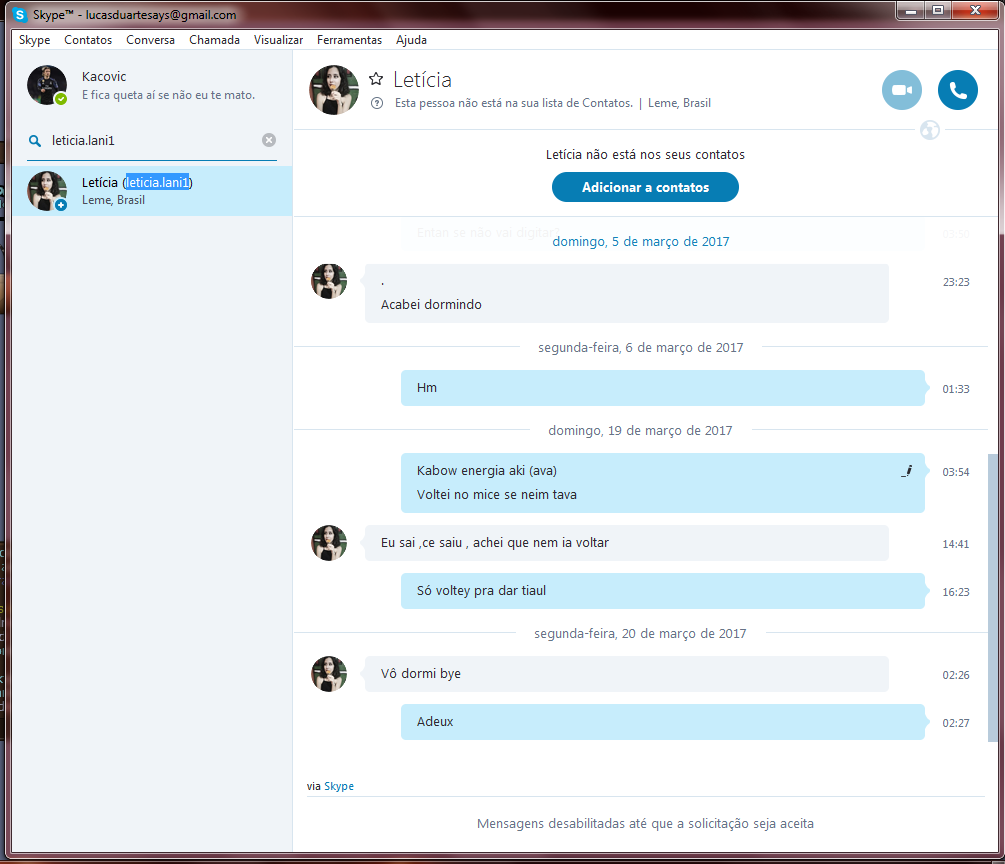 Skype™ - lucasduartesays@gmail.com
Skype Contatos Conversa Chamada Visualizar Ferramentas Ajuda
Kacovic
E fica queta aí se não eu te mato.
leticia.lani1
Letícia (leticia.lani1)
Leme, Brasil
Letícia
Esta pessoa não está na sua lista de Contatos. | Leme, Brasil
Letícia não está nos seus contatos
Adicionar a contatos
Entan se não vai digitar? 03:50
domingo, 5 de março de 2017
. 23:23
Acabei dormindo
segunda-feira, 6 de março de 2017
Hm 01:33
domingo, 19 de março de 2017
Kabow energia aki (ava) 03:54
Voltei no mice se neim tava
Eu sai ,ce saiu , achei que nem ia voltar 14:41
Só voltey pra dar tiaul 16:23
segunda-feira, 20 de março de 2017
Vô dormi bye 02:26
Adeux 02:27
via Skype
Mensagens desabilitadas até que a solicitação seja aceita